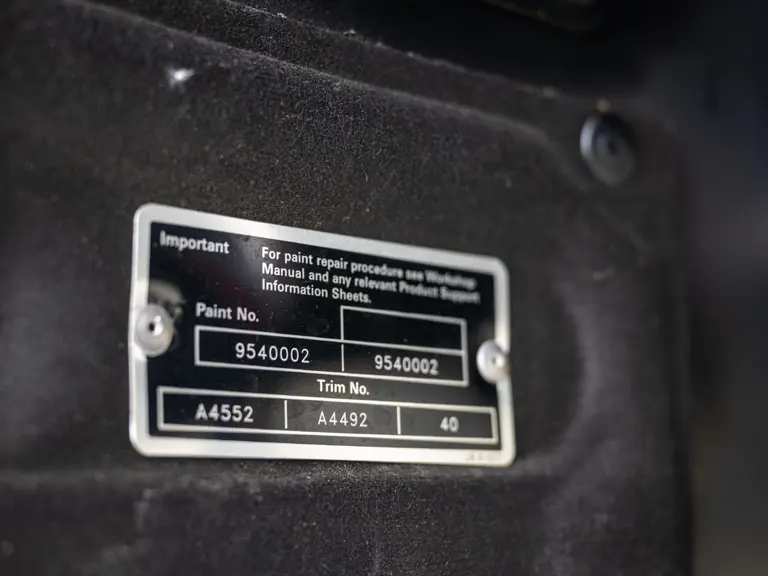 Important
For paint repair procedure see Workshop
Manual and any relevant Product Support
Information Sheets.
Paint No.
9540002 9540002
Trim No.
A4552 A4492 40